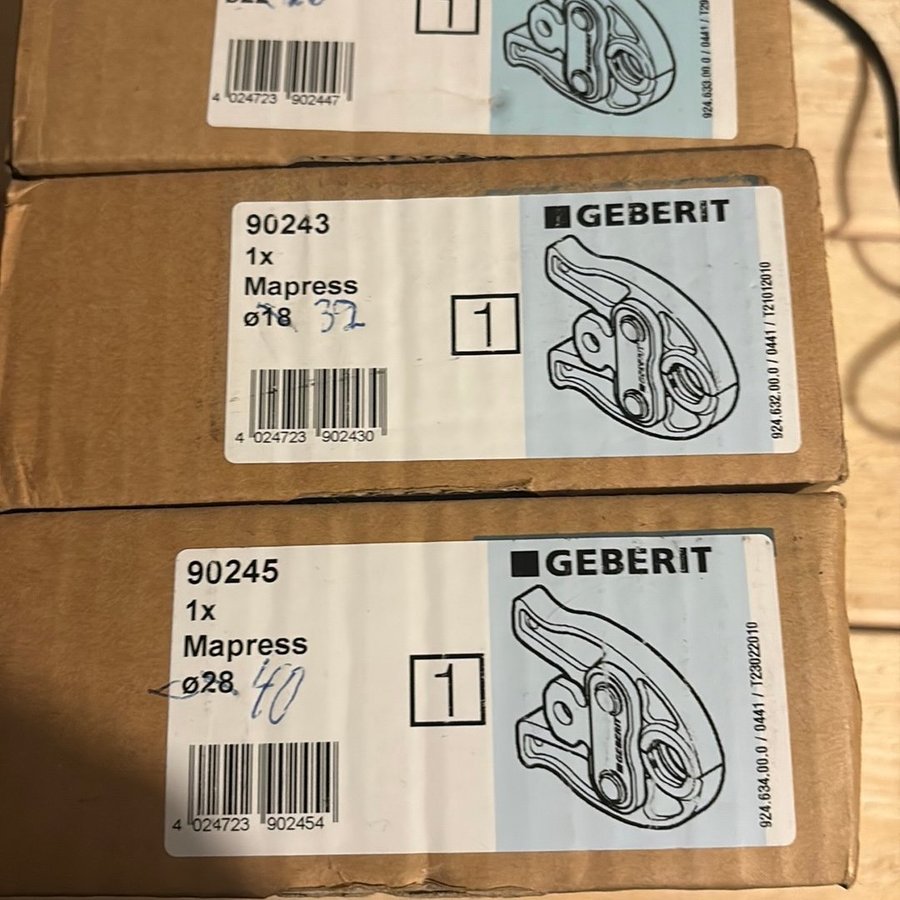 1
4 024723 902447
90243
1x
Mapress
ø18 32
4 024723 902430
1
GEBERIT
924.632.00.0 / 0441 / T21012010
90245
1x
Mapress
ø28 40
4 024723 902454
1
GEBERIT
GEBERIT
924.634.00.0 / 0441 / T23022010
924.633.00.0 / 0441 /